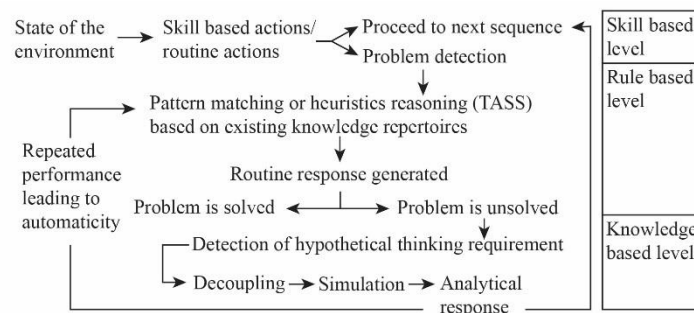 State of the environment
Skill based actions/ routine actions
Proceed to next sequence
Problem detection
Skill based level
Pattern matching or heuristics reasoning (TASS)
based on existing knowledge repertoires
Rule based level
Repeated
performance
leading to
automaticity
Routine response generated
Problem is solved
Problem is unsolved
Detection of hypothetical thinking requirement
Knowledge based level
Decoupling
Simulation
Analytical
response